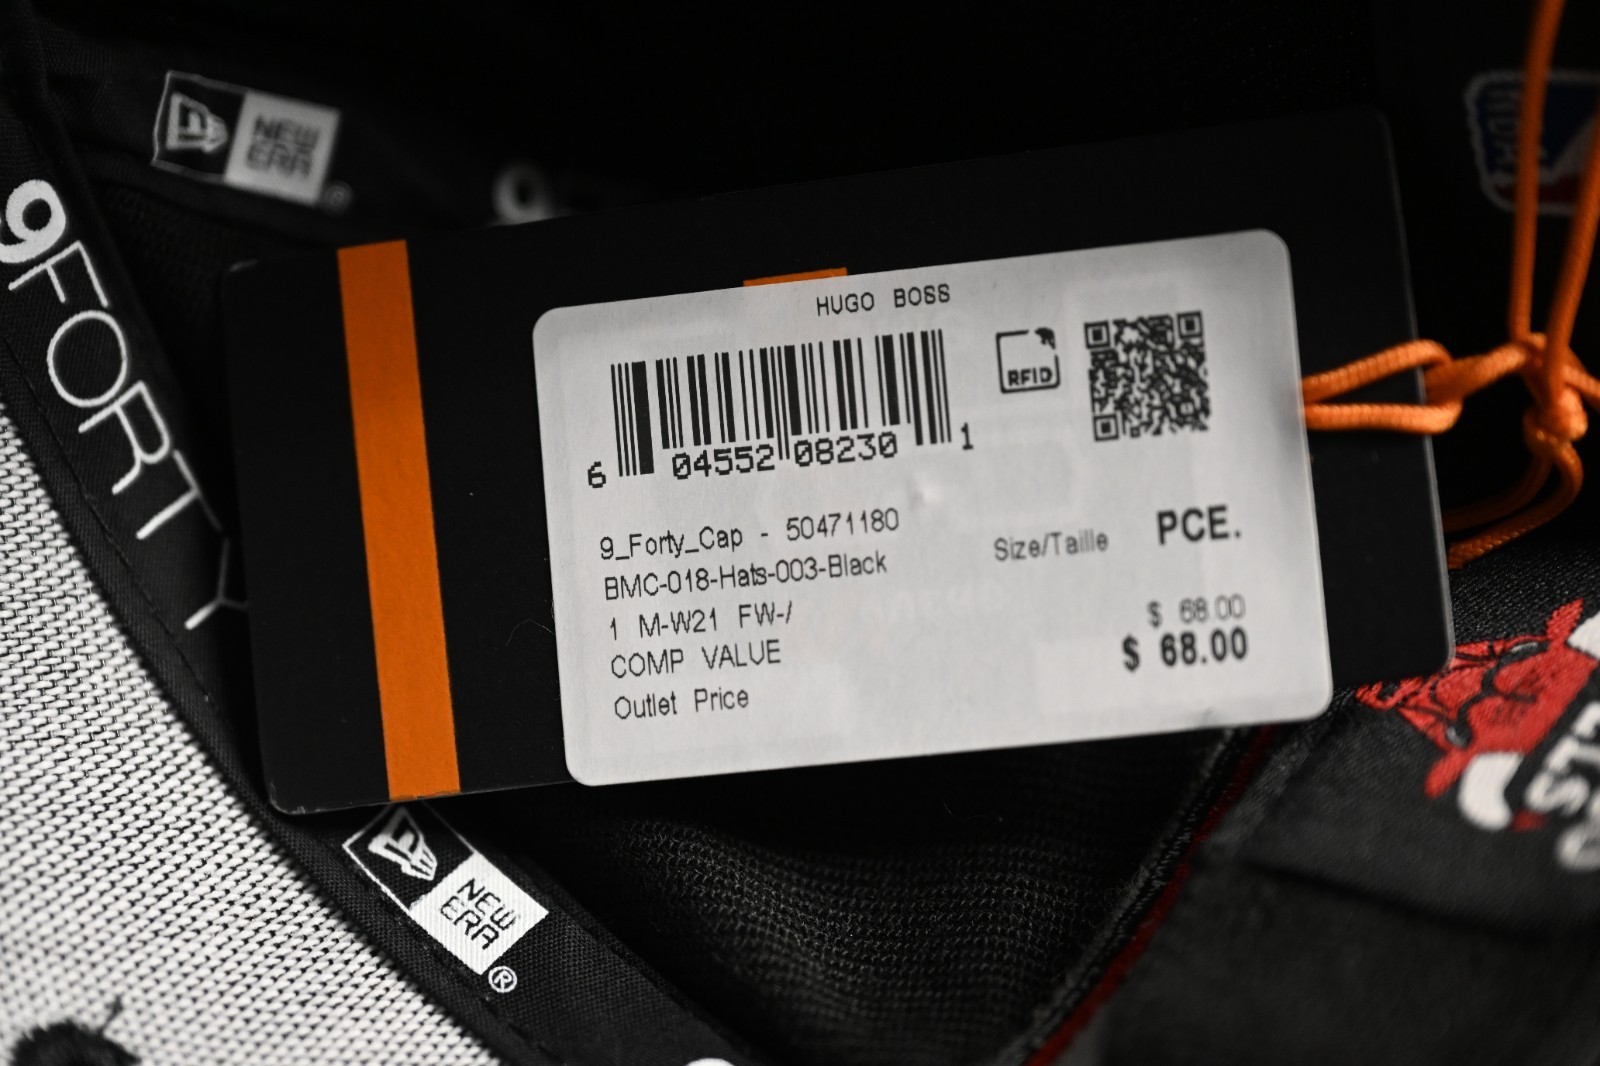 NEW
ERA
®
9FORTY
HUGO BOSS
RFID
6 04552 08230 1
9_Forty_Cap - 50471180
BMC-018-Hats-003-Black
Size/Taille PCE.
1 M-W21 FW-/
$ 68.00
COMP VALUE
$ 68.00
Outlet Price
NEW
ERA
®